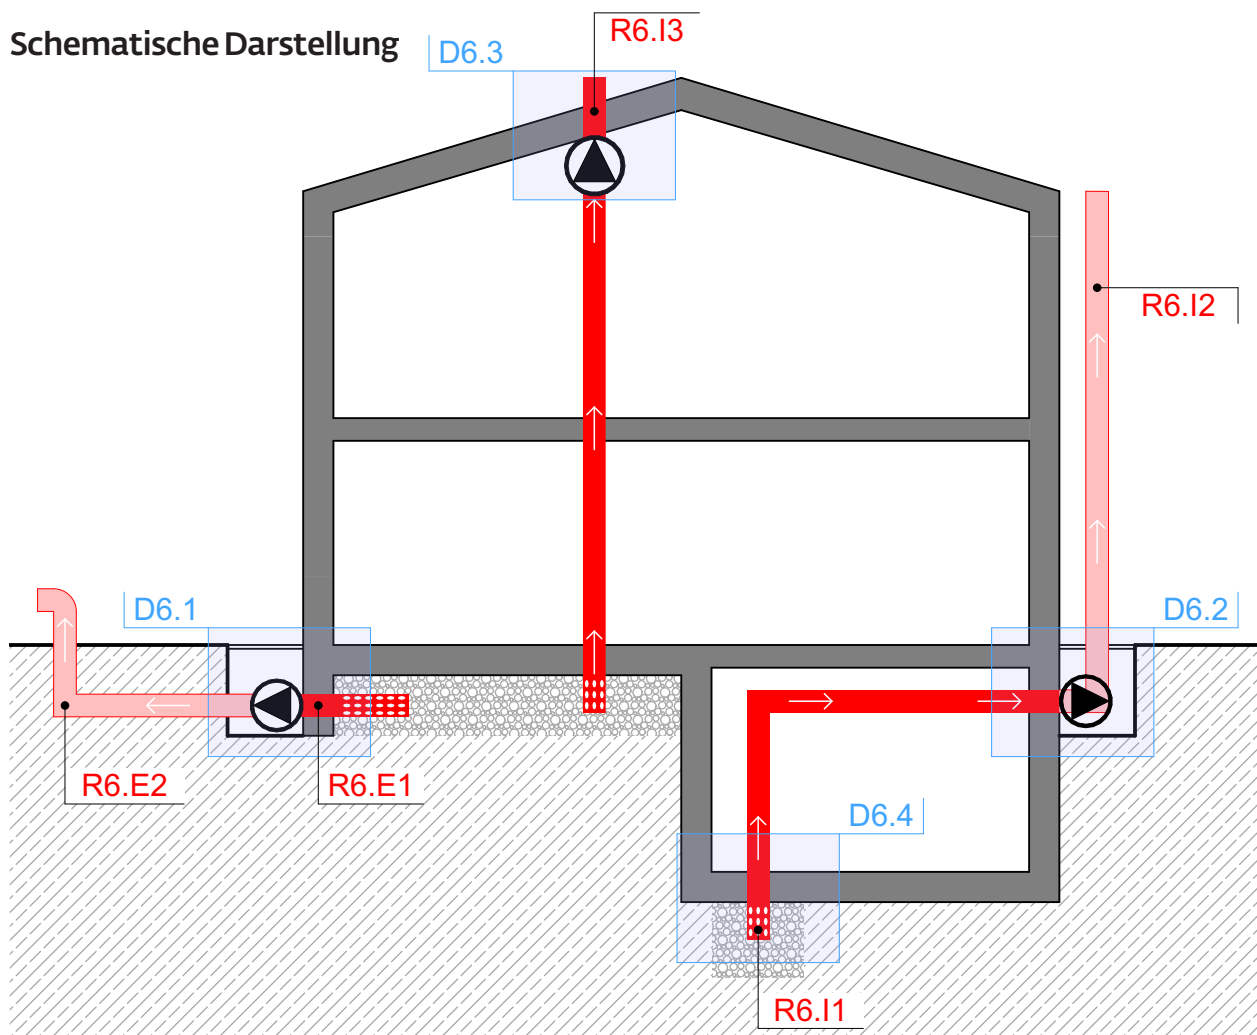 Schematische Darstellung
R6.I3
D6.3
R6.I2
D6.1
D6.2
R6.E2
R6.E1
D6.4
R6.I1